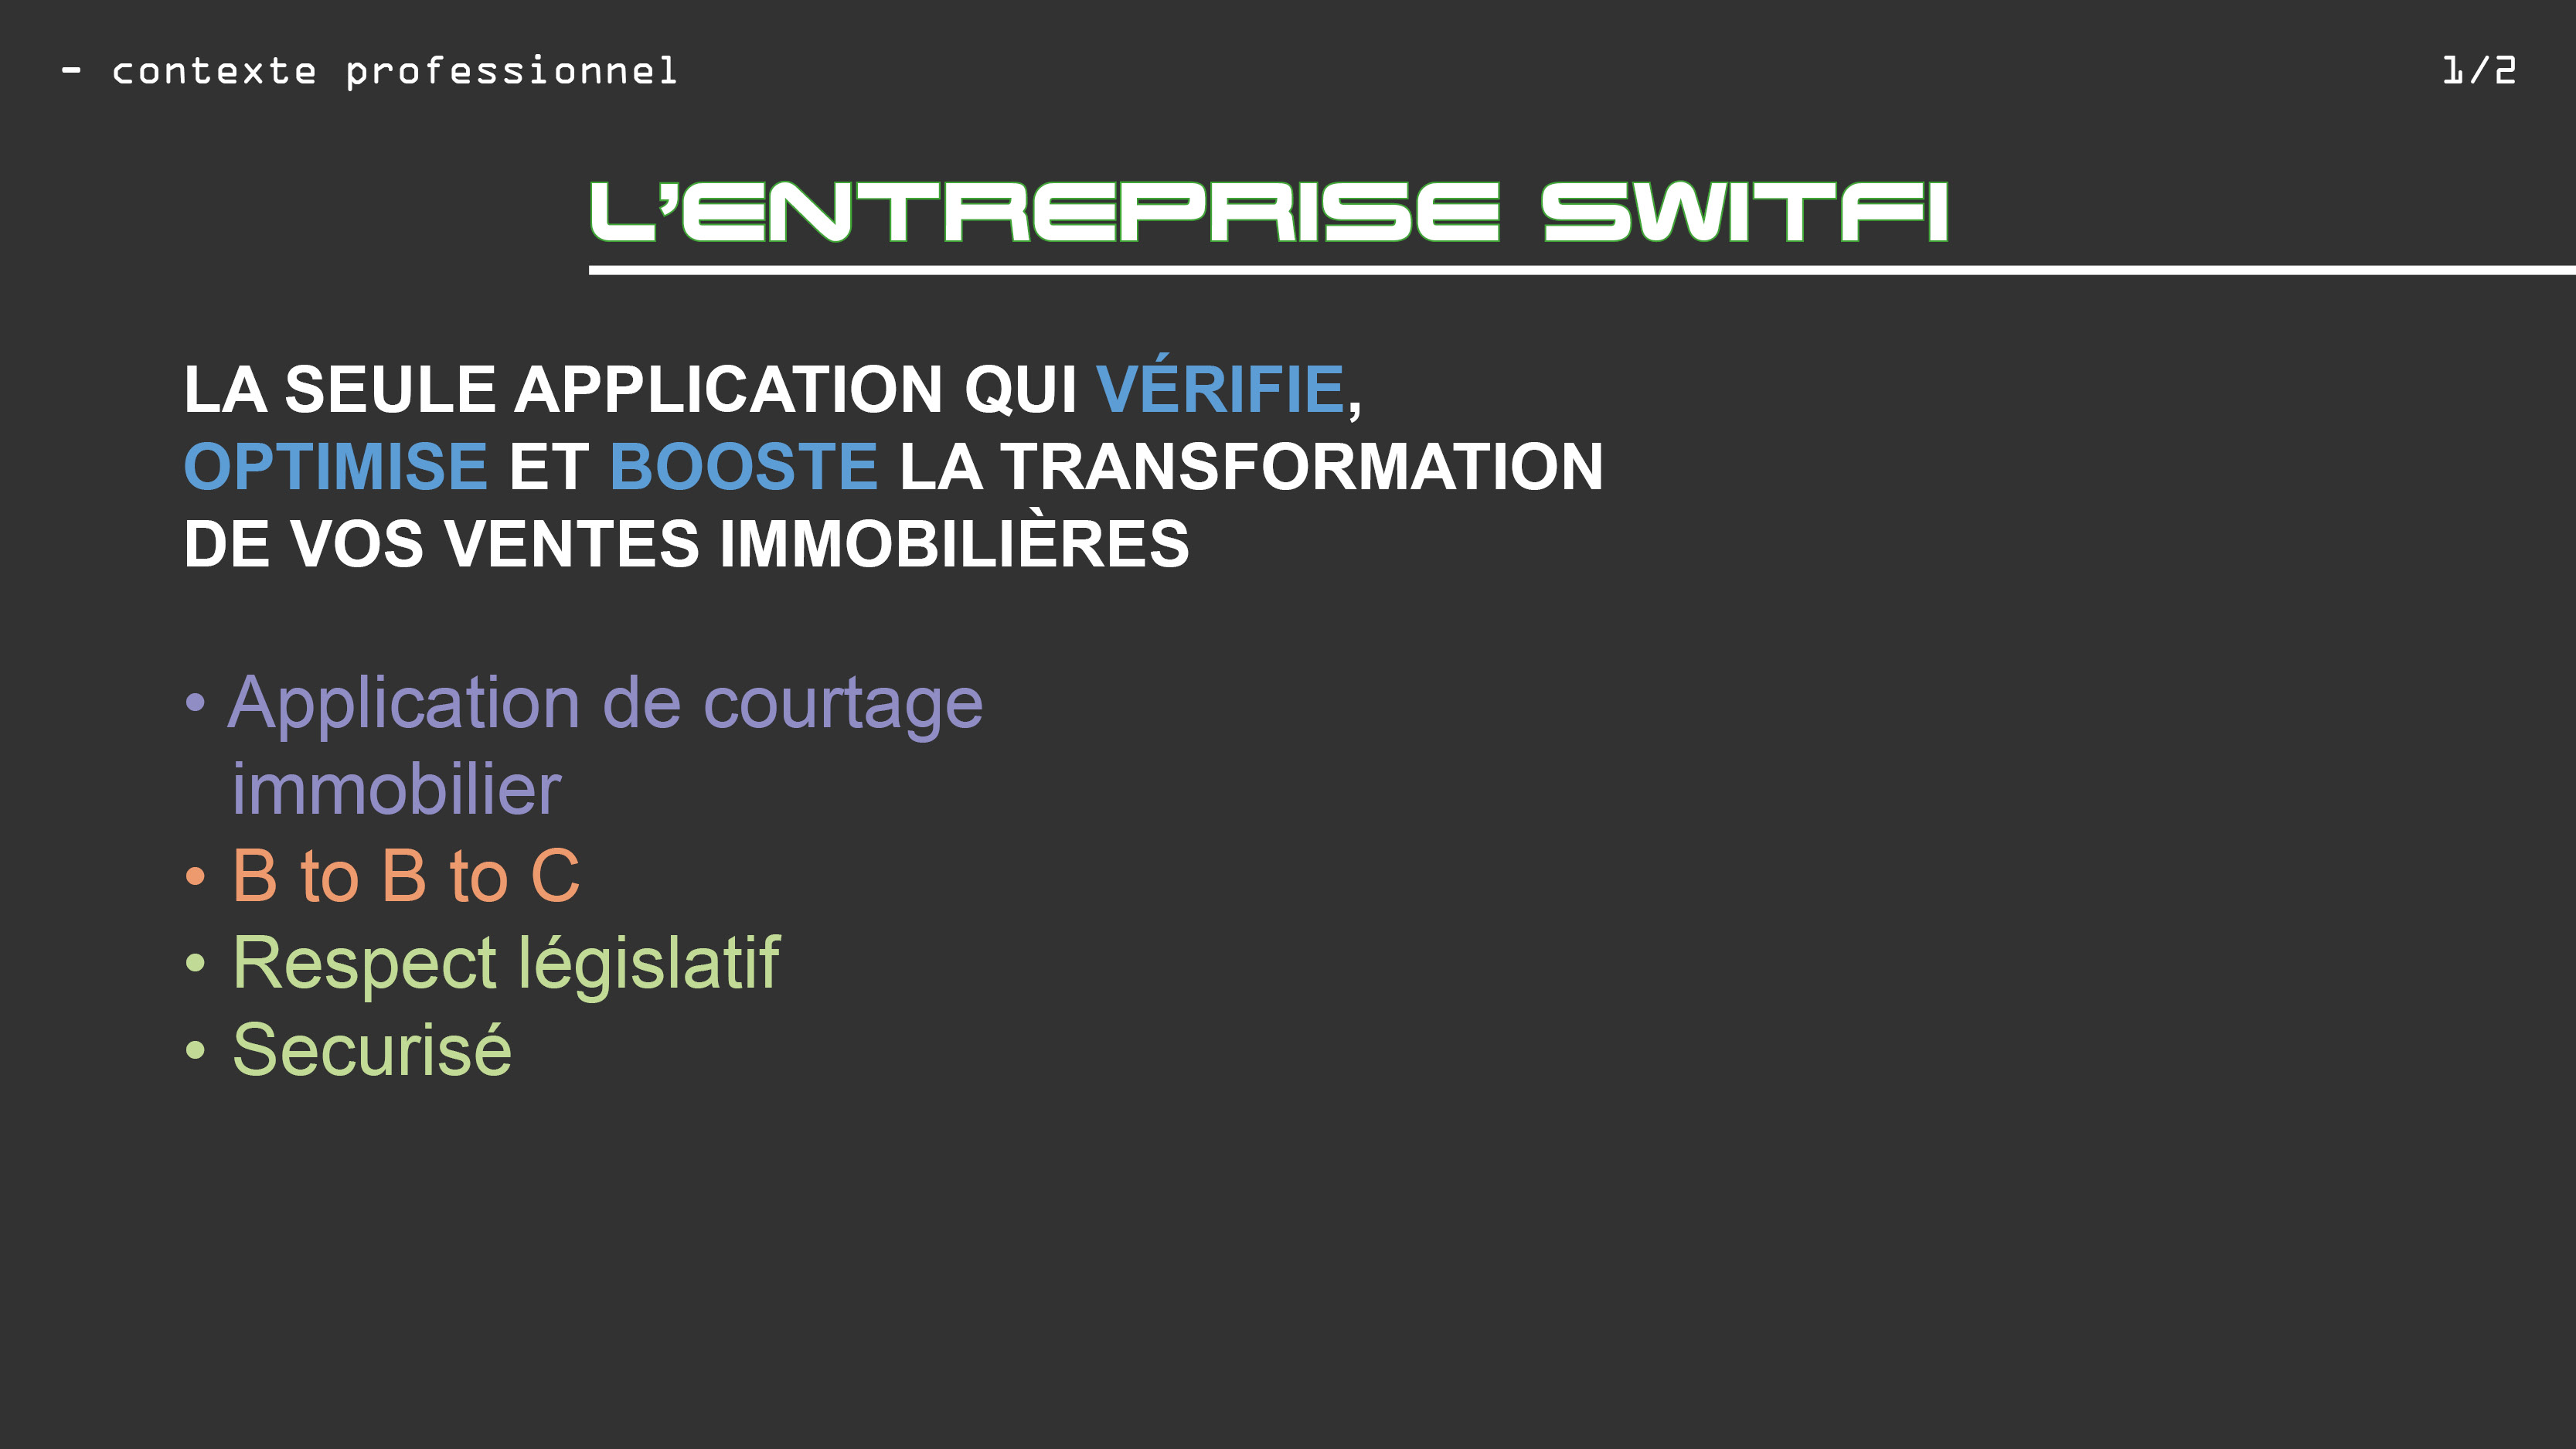 - contexte professionnel
1/2
L'ENTREPRISE SWITFI
LA SEULE APPLICATION QUI VÉRIFIE,
OPTIMISE ET BOOSTE LA TRANSFORMATION
DE VOS VENTES IMMOBILIÈRES
• Application de courtage
immobilier
• B to B to C
• Respect législatif
• Securisé